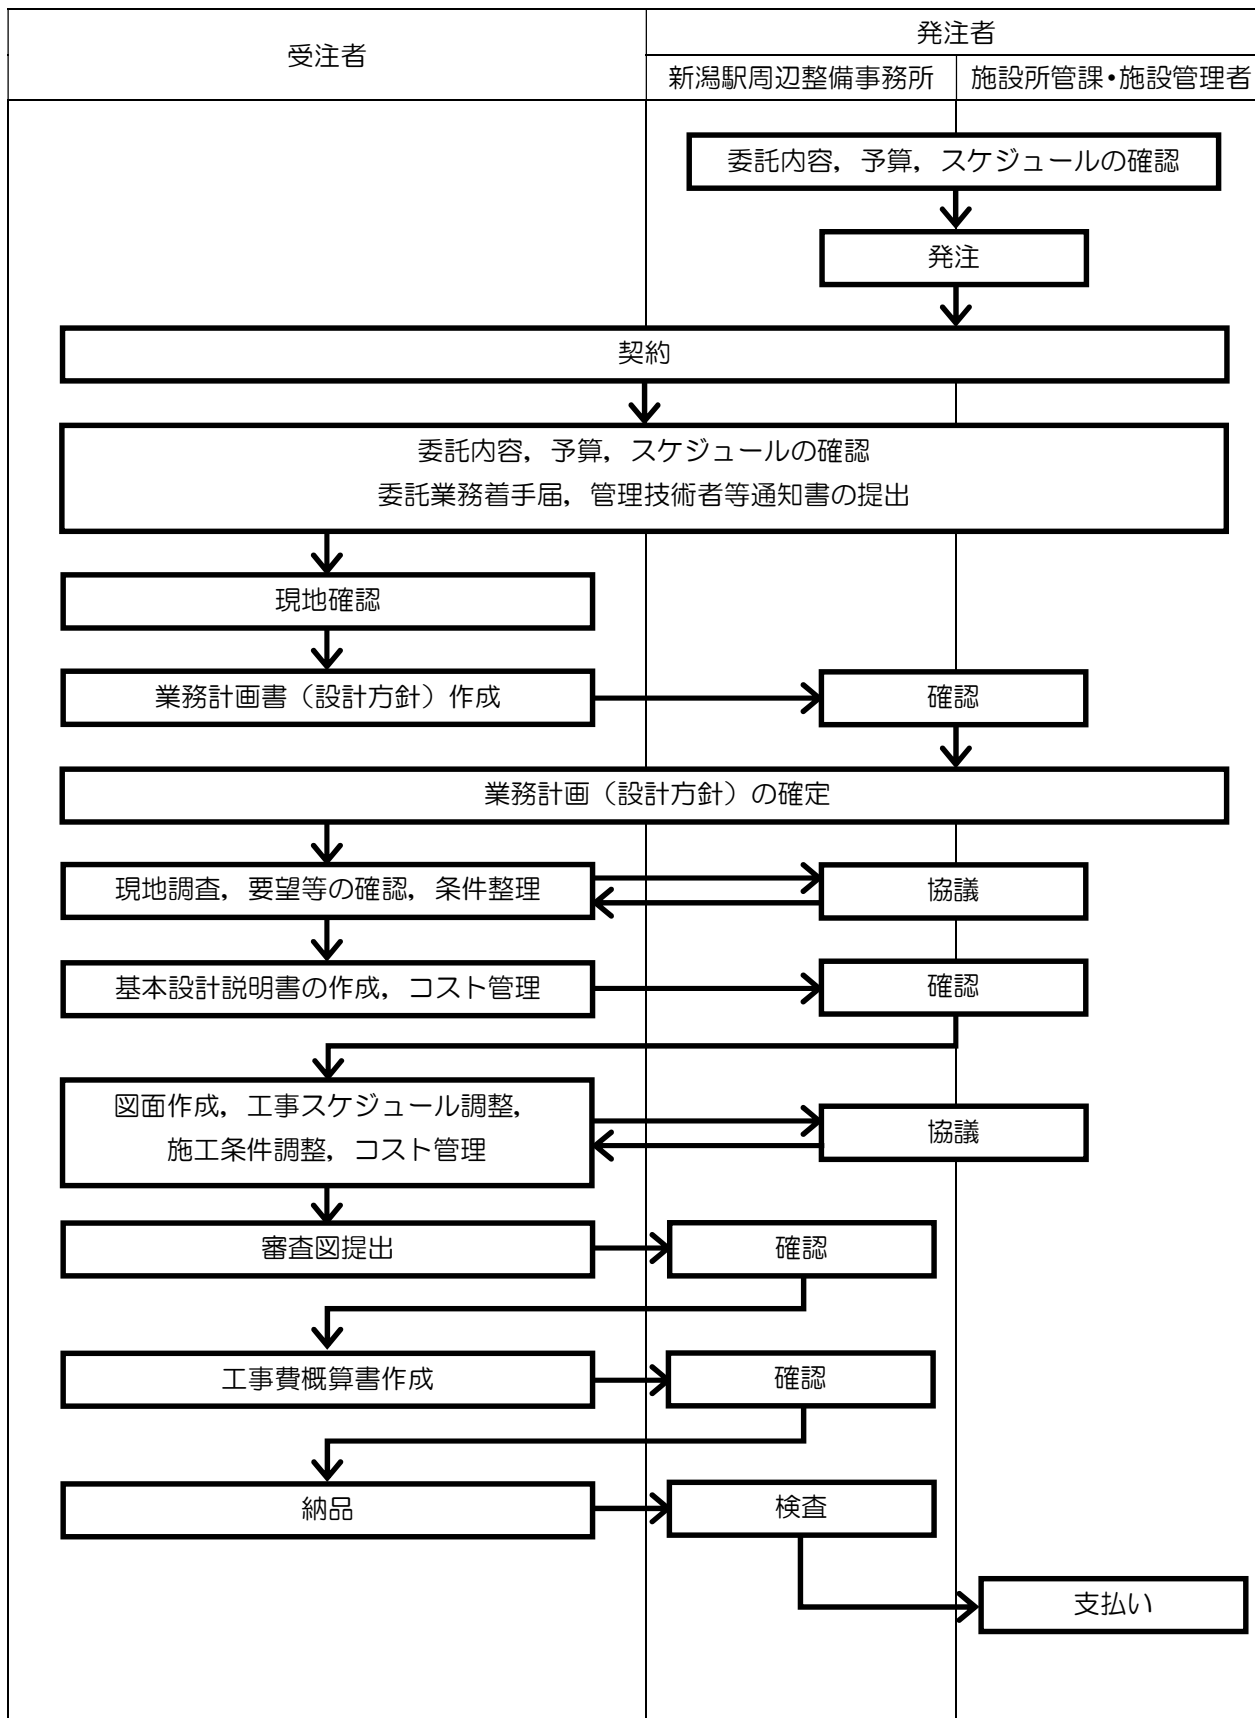 受注者
発注者
新潟駅周辺整備事務所
施設所管課・施設管理者
委託内容，予算，スケジュールの確認
発注
契約
委託内容，予算，スケジュールの確認
委託業務着手届，管理技術者等通知書の提出
現地確認
業務計画書（設計方針）作成
確認
業務計画（設計方針）の確定
現地調査，要望等の確認，条件整理
協議
基本設計説明書の作成，コスト管理
確認
図面作成，工事スケジュール調整，
施工条件調整，コスト管理
協議
審査図提出
確認
工事費概算書作成
確認
納品
検査
支払い